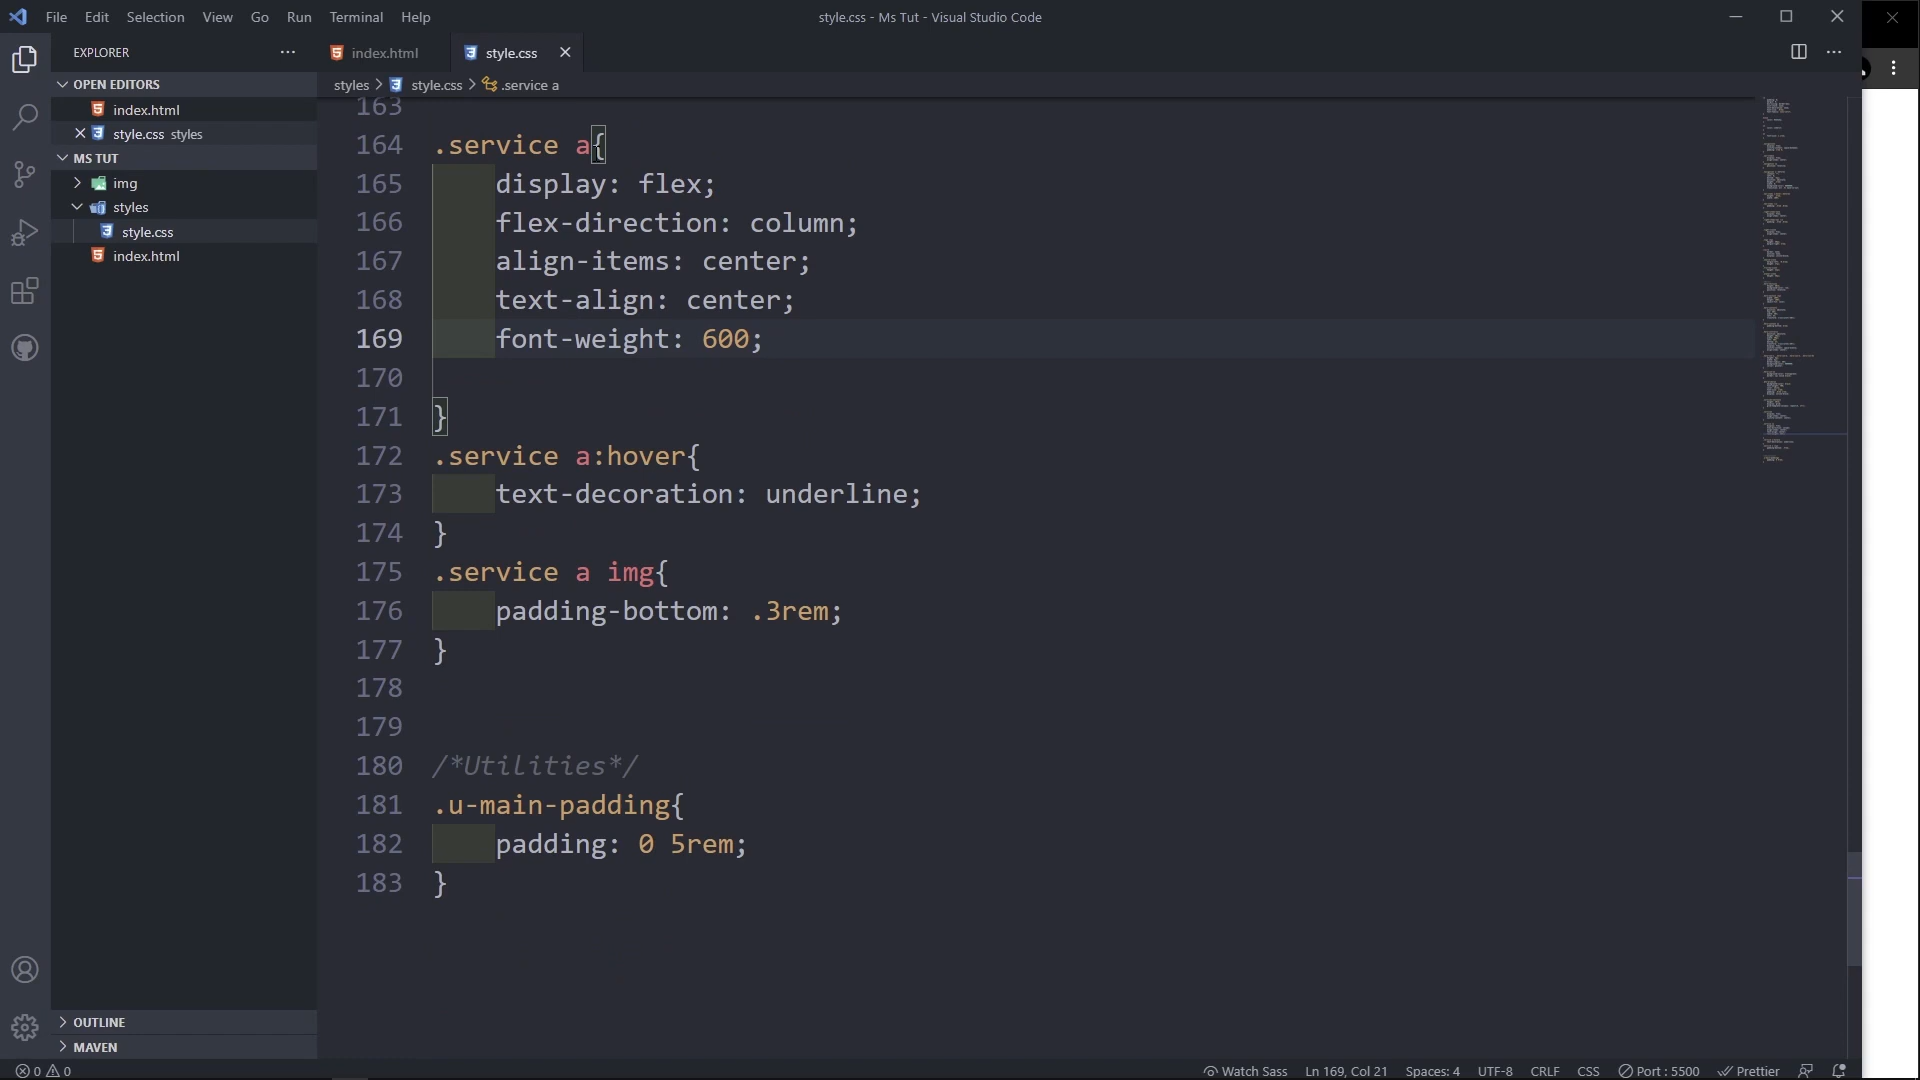 File Edit Selection View Go Run Terminal Help
style.css - Ms Tut - Visual Studio Code
EXPLORER
index.html
style.css
OPEN EDITORS
index.html
style.css styles
MS TUT
img
styles
style.css
index.html
OUTLINE
MAVEN
styles > style.css > .service a
163
164 .service a{
165 display: flex;
166 flex-direction: column;
167 align-items: center;
168 text-align: center;
169 font-weight: 600;
170
171 }
172 .service a:hover{
173 text-decoration: underline;
174 }
175 .service a img{
176 padding-bottom: .3rem;
177 }
178
179
180 /*Utilities*/
181 .u-main-padding{
182 padding: 0 5rem;
183 }
0 0
Watch Sass Ln 169, Col 21 Spaces: 4 UTF-8 CRLF CSS Port : 5500 Prettier